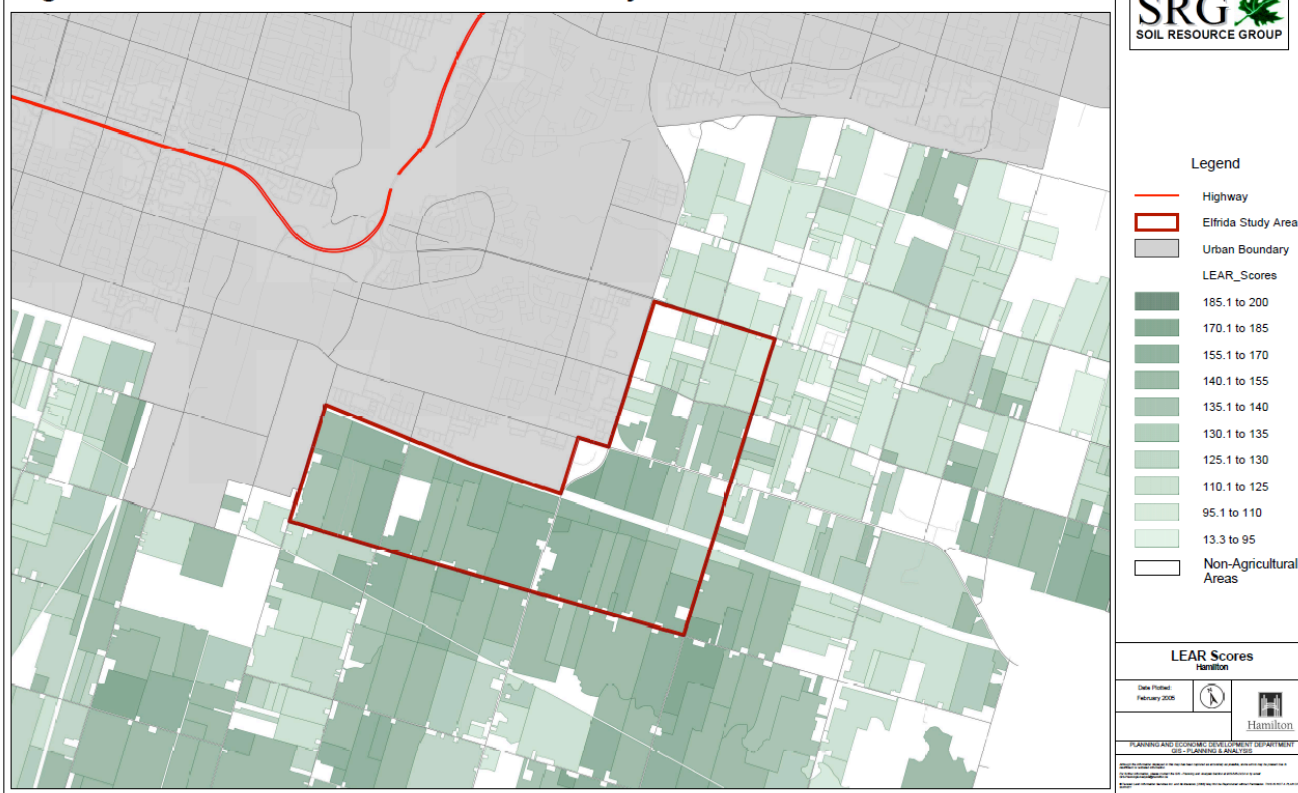 SRG
SOIL RESOURCE GROUP
Legend
Highway
Elfrida Study Area
Urban Boundary
LEAR_Scores
185.1 to 200
170.1 to 185
155.1 to 170
140.1 to 155
135.1 to 140
130.1 to 135
125.1 to 130
110.1 to 125
95.1 to 110
13.3 to 95
Non-Agricultural
Areas
LEAR Scores
Hamilton
Date Plotted:
February 2005
N
Hamilton
PLANNING AND ECONOMIC DEVELOPMENT DEPARTMENT
GIS - PLANNING & ANALYSIS